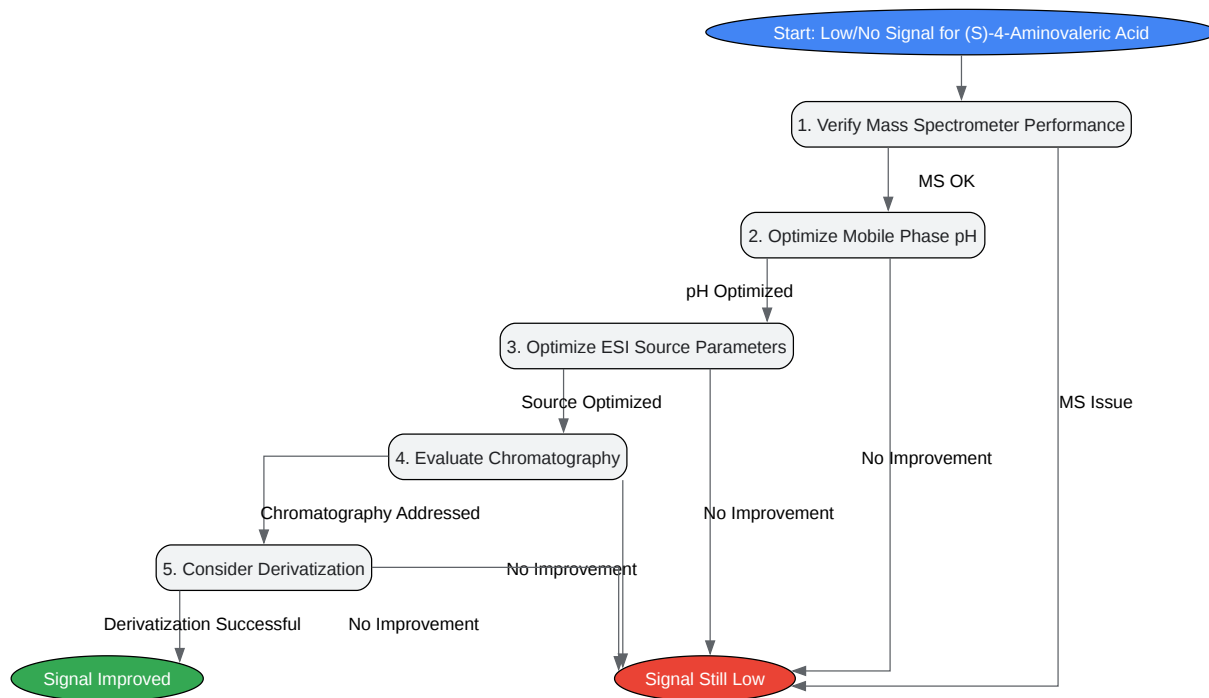 Start: Low/No Signal for (S)-4-Aminovaleric Acid
1. Verify Mass Spectrometer Performance
MS OK
2. Optimize Mobile Phase pH
pH Optimized
3. Optimize ESI Source Parameters
Source Optimized
MS Issue
4. Evaluate Chromatography
No Improvement
Chromatography Addressed
No Improvement
5. Consider Derivatization
No Improvement
Derivatization Successful
No Improvement
Signal Improved
Signal Still Low